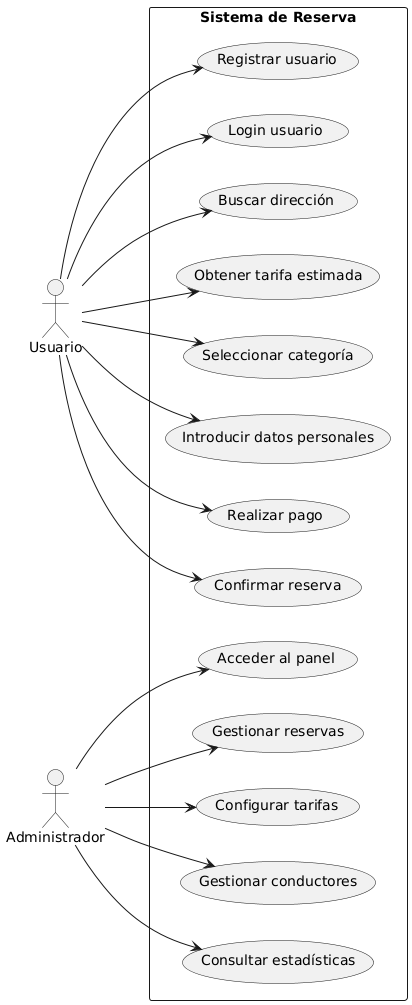 Sistema de Reserva
Registrar usuario
Login usuario
Buscar dirección
Obtener tarifa estimada
Usuario
Seleccionar categoría
Introducir datos personales
Realizar pago
Confirmar reserva
Acceder al panel
Gestionar reservas
Configurar tarifas
Administrador
Gestionar conductores
Consultar estadísticas